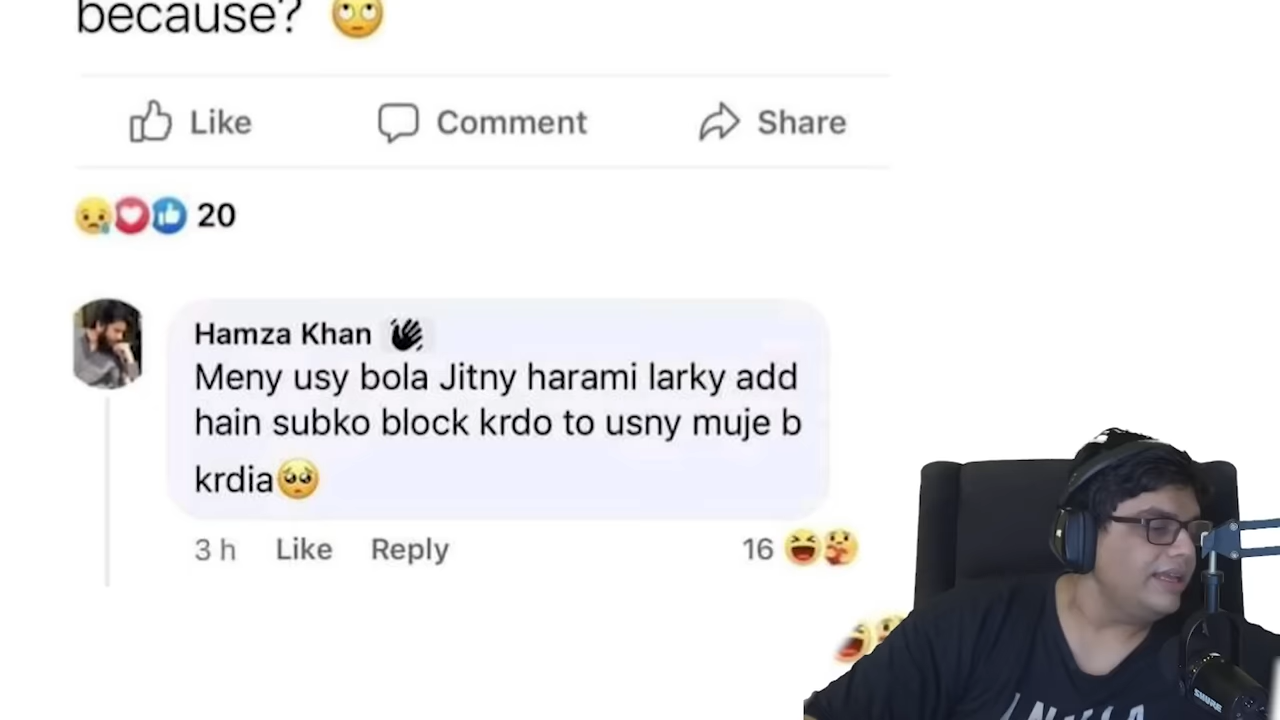 because? 🙄
Like Comment Share
20
Hamza Khan
Meny usy bola Jitny harami larky add
hain subko block krdo to usny muje b
krdia🥺
3 h Like Reply 16
SHURE